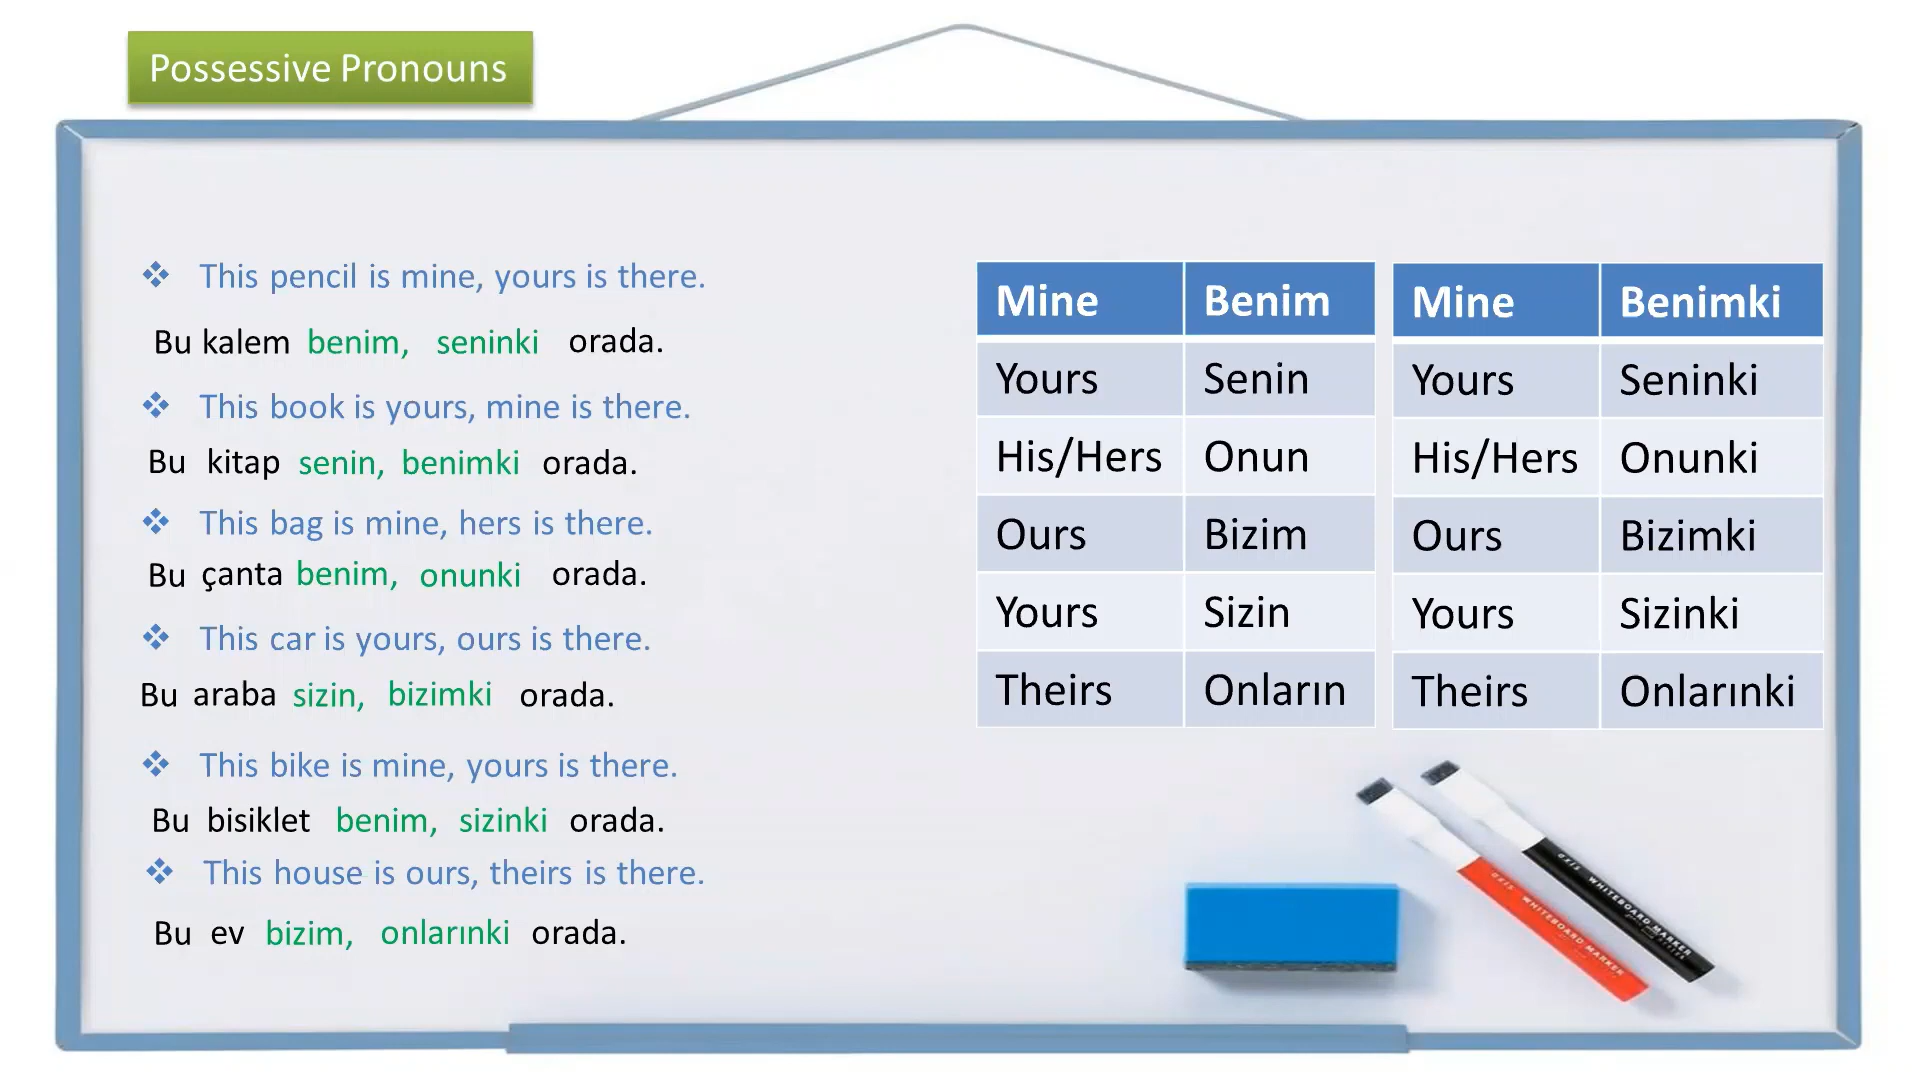 Possessive Pronouns
❖ This pencil is mine, yours is there.
Bu kalem benim, seninki orada.
❖ This book is yours, mine is there.
Bu kitap senin, benimki orada.
❖ This bag is mine, hers is there.
Bu çanta benim, onunki orada.
❖ This car is yours, ours is there.
Bu araba sizin, bizimki orada.
❖ This bike is mine, yours is there.
Bu bisiklet benim, sizinki orada.
❖ This house is ours, theirs is there.
Bu ev bizim, onlarınki orada.
Mine Benim
Yours Senin
His/Hers Onun
Ours Bizim
Yours Sizin
Theirs Onların
Mine Benimki
Yours Seninki
His/Hers Onunki
Ours Bizimki
Yours Sizinki
Theirs Onlarınki
WHITEBOARD MARKER
WHITEBOARD MARKER